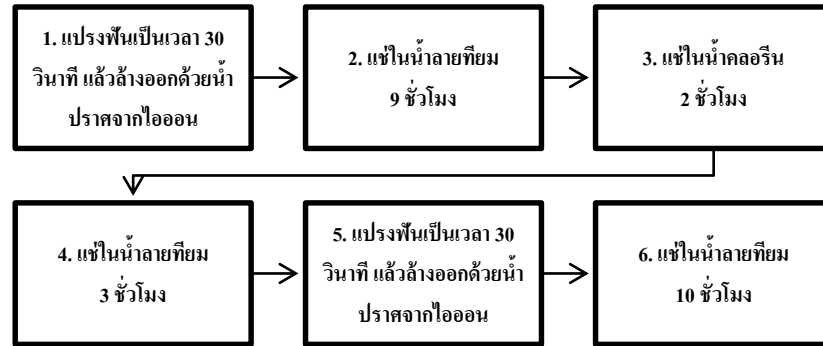 1. แปรงฟันเป็นเวลา 30
วินาที แล้วล้างออกด้วยน้ำ
ปราศจากไอออน
2. แช่ในน้ำลายเทียม
9 ชั่วโมง
3. แช่ในน้ำคลอรีน
2 ชั่วโมง
4. แช่ในน้ำลายเทียม
3 ชั่วโมง
5. แปรงฟันเป็นเวลา 30
วินาที แล้วล้างออกด้วยน้ำ
ปราศจากไอออน
6. แช่ในน้ำลายเทียม
10 ชั่วโมง